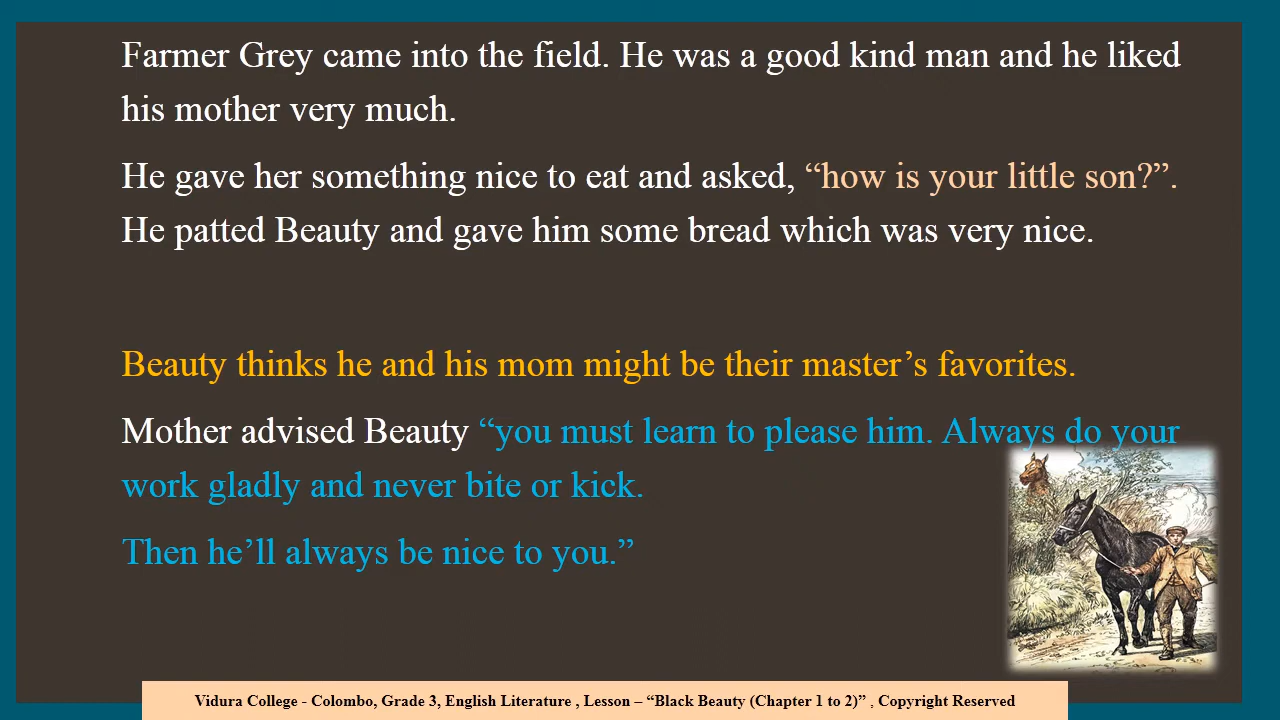 Farmer Grey came into the field. He was a good kind man and he liked
his mother very much.
He gave her something nice to eat and asked, “how is your little son?”.
He patted Beauty and gave him some bread which was very nice.
Beauty thinks he and his mom might be their master’s favorites.
Mother advised Beauty “you must learn to please him. Always do your
work gladly and never bite or kick.
Then he’ll always be nice to you.”
Vidura College - Colombo, Grade 3, English Literature , Lesson – “Black Beauty (Chapter 1 to 2)” , Copyright Reserved